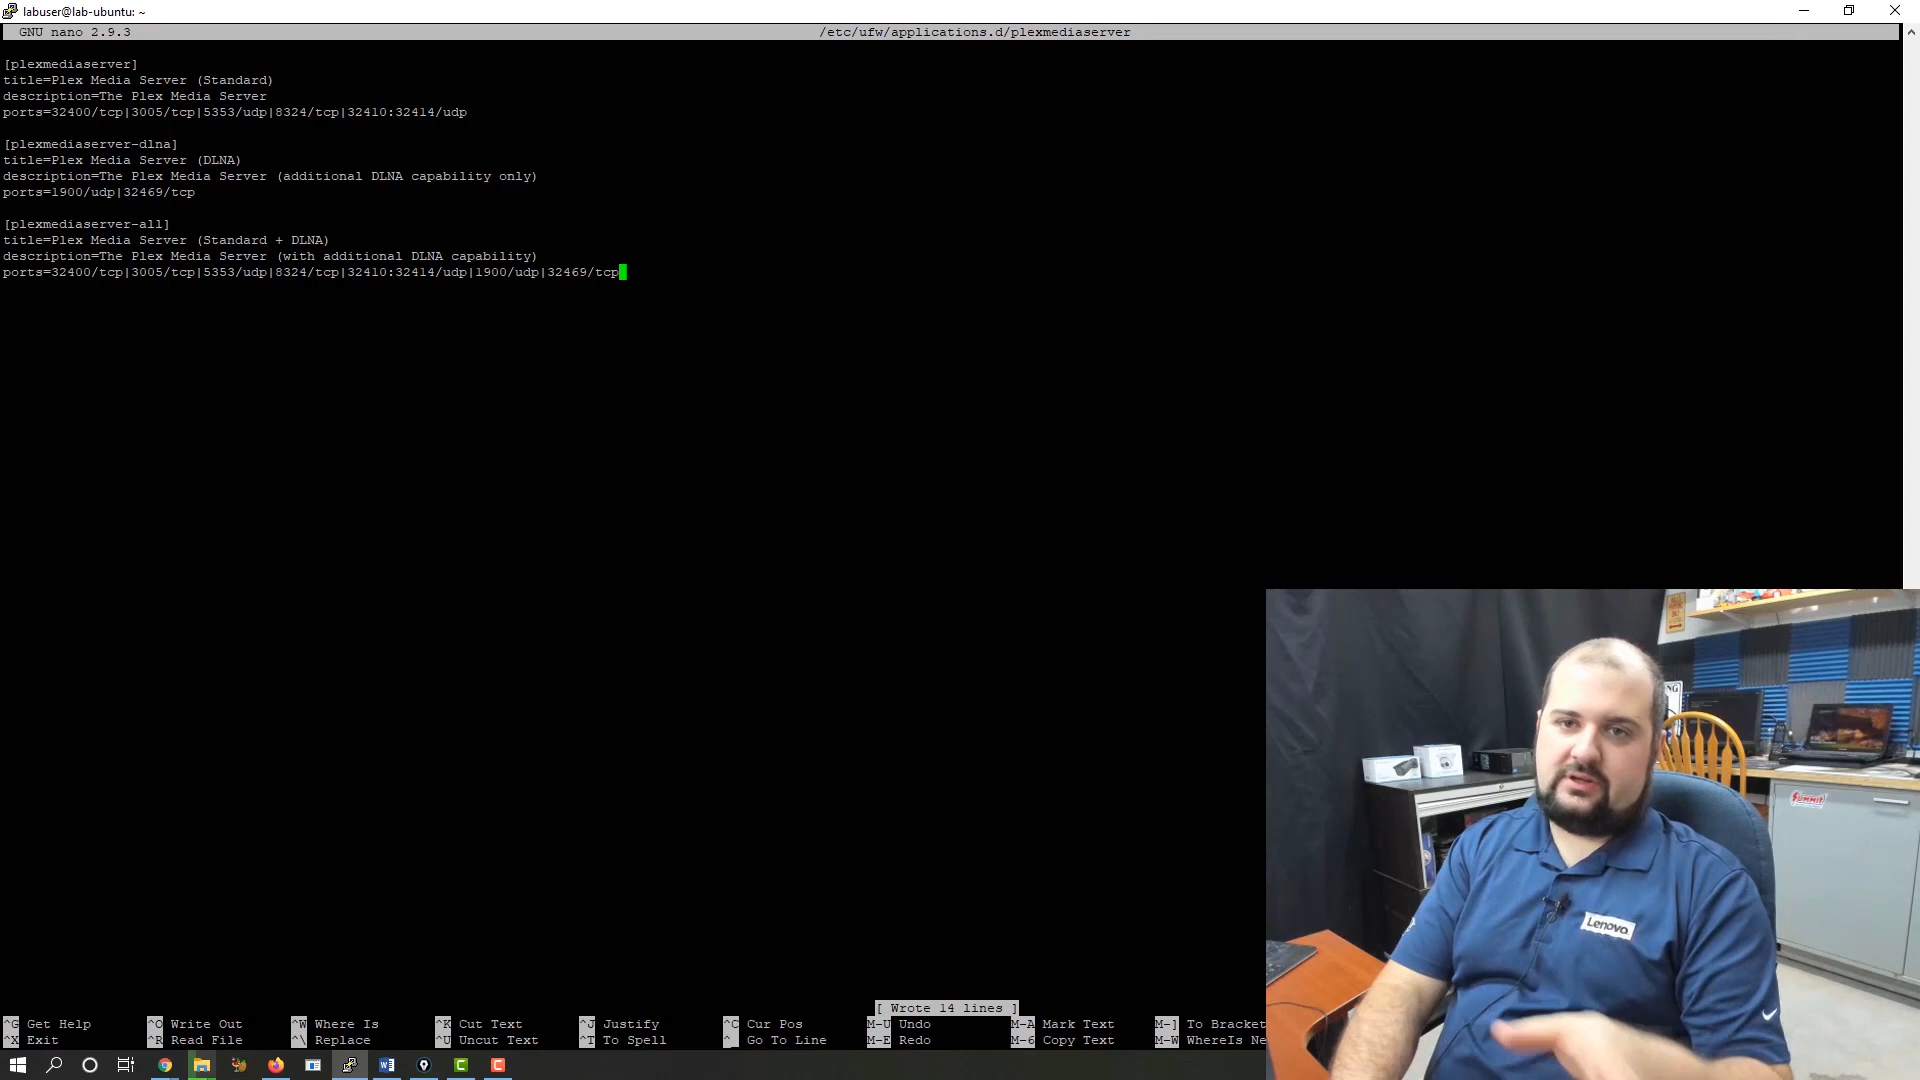 labuser@lab-ubuntu: ~
GNU nano 2.9.3 /etc/ufw/applications.d/plexmediaserver
[plexmediaserver]
title=Plex Media Server (Standard)
description=The Plex Media Server
ports=32400/tcp|3005/tcp|5353/udp|8324/tcp|32410:32414/udp
[plexmediaserver-dlna]
title=Plex Media Server (DLNA)
description=The Plex Media Server (additional DLNA capability only)
ports=1900/udp|32469/tcp
[plexmediaserver-all]
title=Plex Media Server (Standard + DLNA)
description=The Plex Media Server (with additional DLNA capability)
ports=32400/tcp|3005/tcp|5353/udp|8324/tcp|32410:32414/udp|1900/udp|32469/tcp
SUMMIT
Lenovo
[ Wrote 14 lines ]
^G Get Help ^O Write Out ^W Where Is ^K Cut Text ^J Justify ^C Cur Pos M-U Undo M-A Mark Text M-] To Bracket
^X Exit ^R Read File ^\ Replace ^U Uncut Text ^T To Spell ^_ Go To Line M-E Redo M-6 Copy Text M-W WhereIs Ne